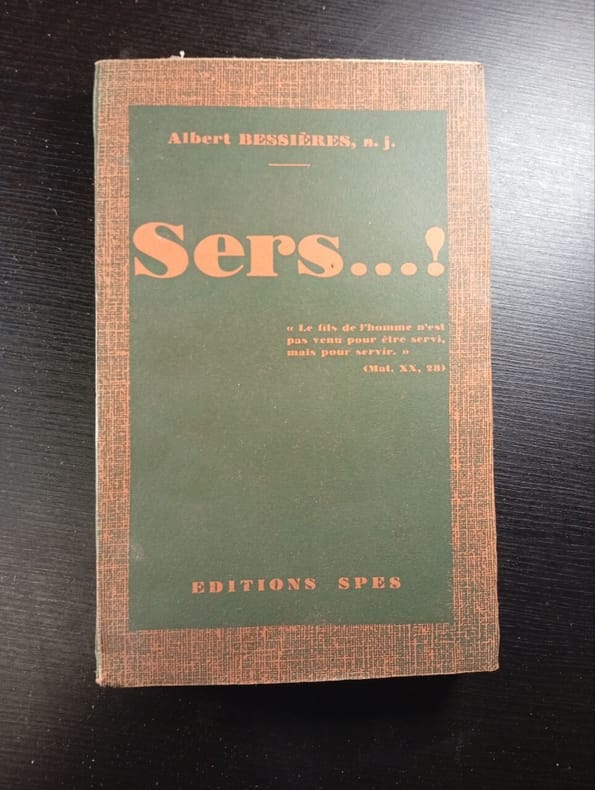 Albert BESSIÈRES, s. j.
Sers...!
« Le fils de l'homme n'est
pas venu pour être servi,
mais pour servir. »
(Mat. XX, 28)
EDITIONS SPES